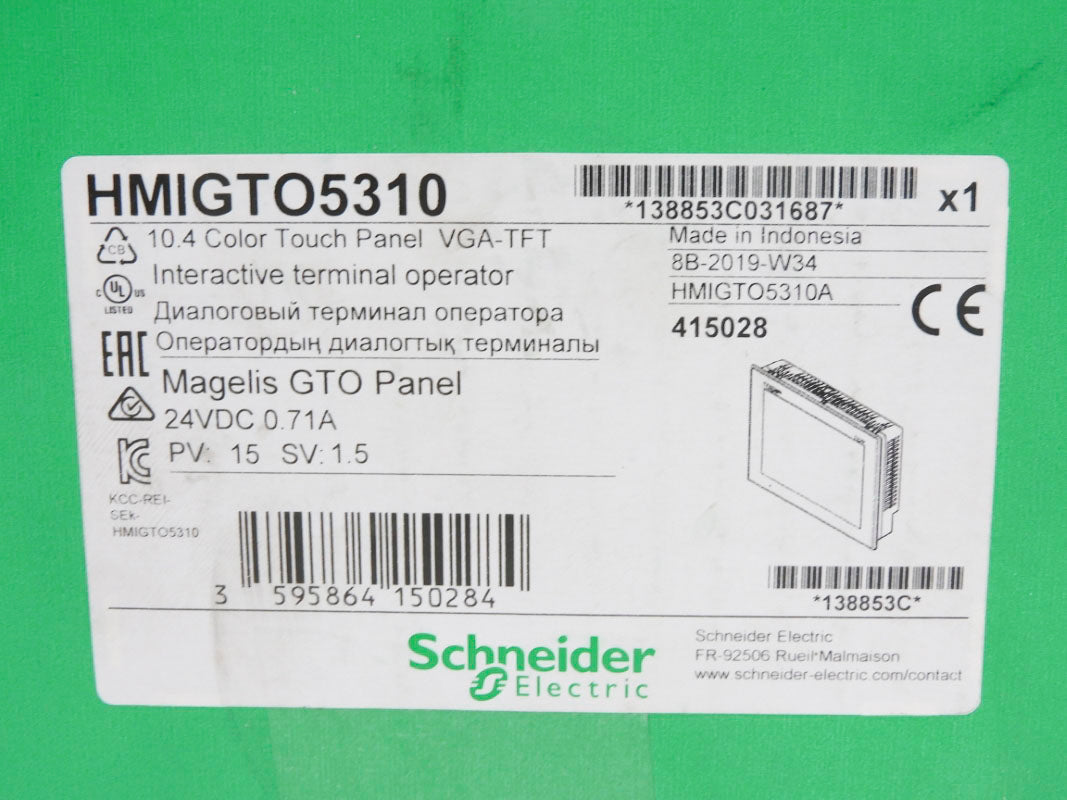 HMIGTO5310
*138853C031687*
x1
10.4 Color Touch Panel VGA-TFT
Interactive terminal operator
Диалоговый терминал оператора
Оператордың диалогтық терминалы
Magelis GTO Panel
24VDC 0.71A
PV: 15 SV: 1.5
Made in Indonesia
8B-2019-W34
HMIGTO5310A
415028
CE
CB
C UL US
LISTED
EAC
KC
KCC-REI-
SEk-
HMIGTO5310
3 595864 150284
*138853C*
Schneider
Electric
Schneider Electric
FR-92506 Rueil Malmaison
www.schneider-electric.com/contact